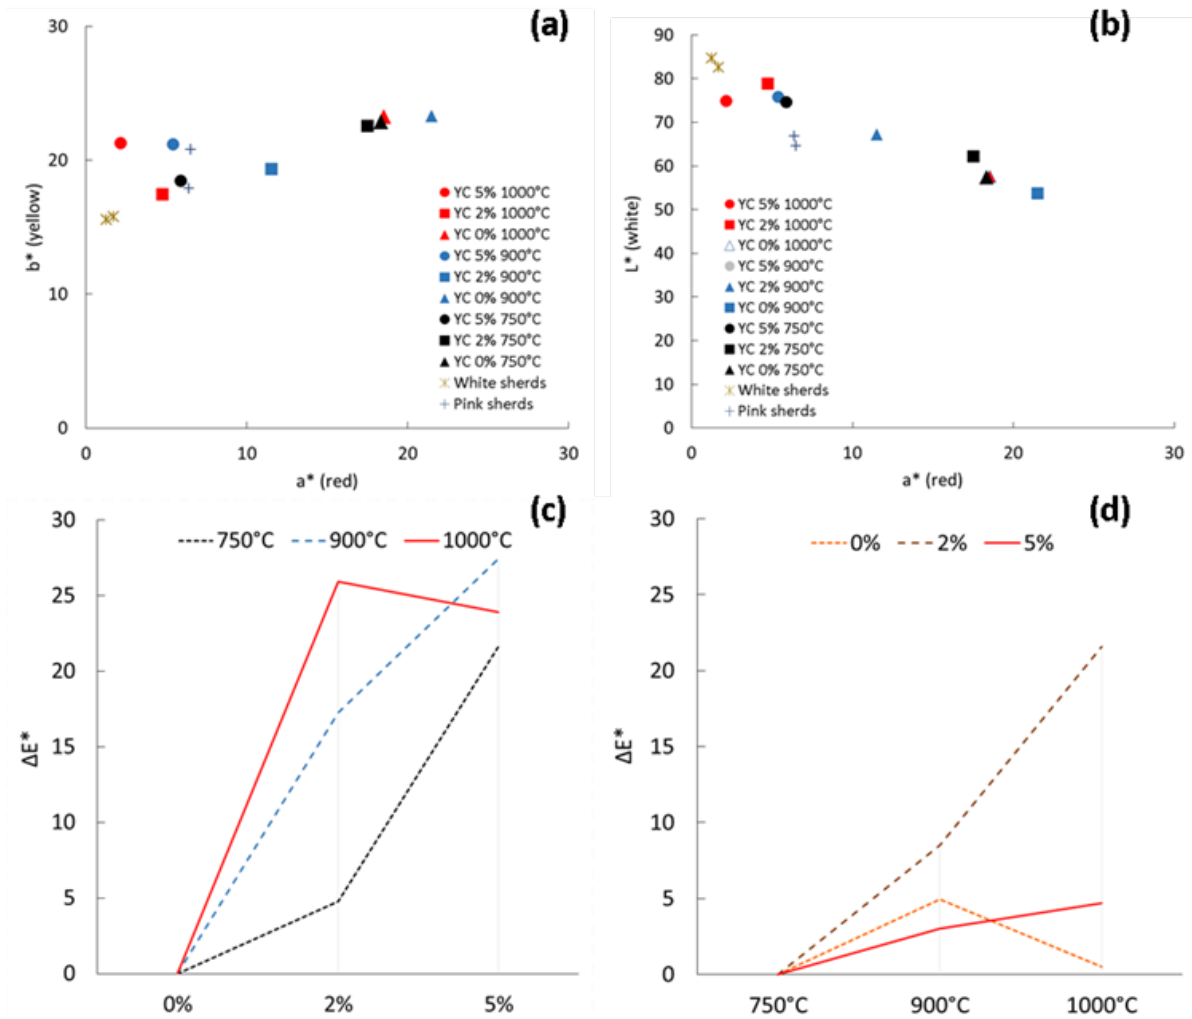 (a)
30
20
10
0
0 10 20 30
b* (yellow)
a* (red)
YC 5% 1000°C
YC 2% 1000°C
YC 0% 1000°C
YC 5% 900°C
YC 2% 900°C
YC 0% 900°C
YC 5% 750°C
YC 2% 750°C
YC 0% 750°C
White sherds
Pink sherds
(b)
90
80
70
60
50
40
30
20
10
0
0 10 20 30
L* (white)
a* (red)
YC 5% 1000°C
YC 2% 1000°C
YC 0% 1000°C
YC 5% 900°C
YC 2% 900°C
YC 0% 900°C
YC 5% 750°C
YC 2% 750°C
YC 0% 750°C
White sherds
Pink sherds
(c)
750°C 900°C 1000°C
30
25
20
15
10
5
0
ΔE*
0% 2% 5%
(d)
0% 2% 5%
30
25
20
15
10
5
0
ΔE*
750°C 900°C 1000°C